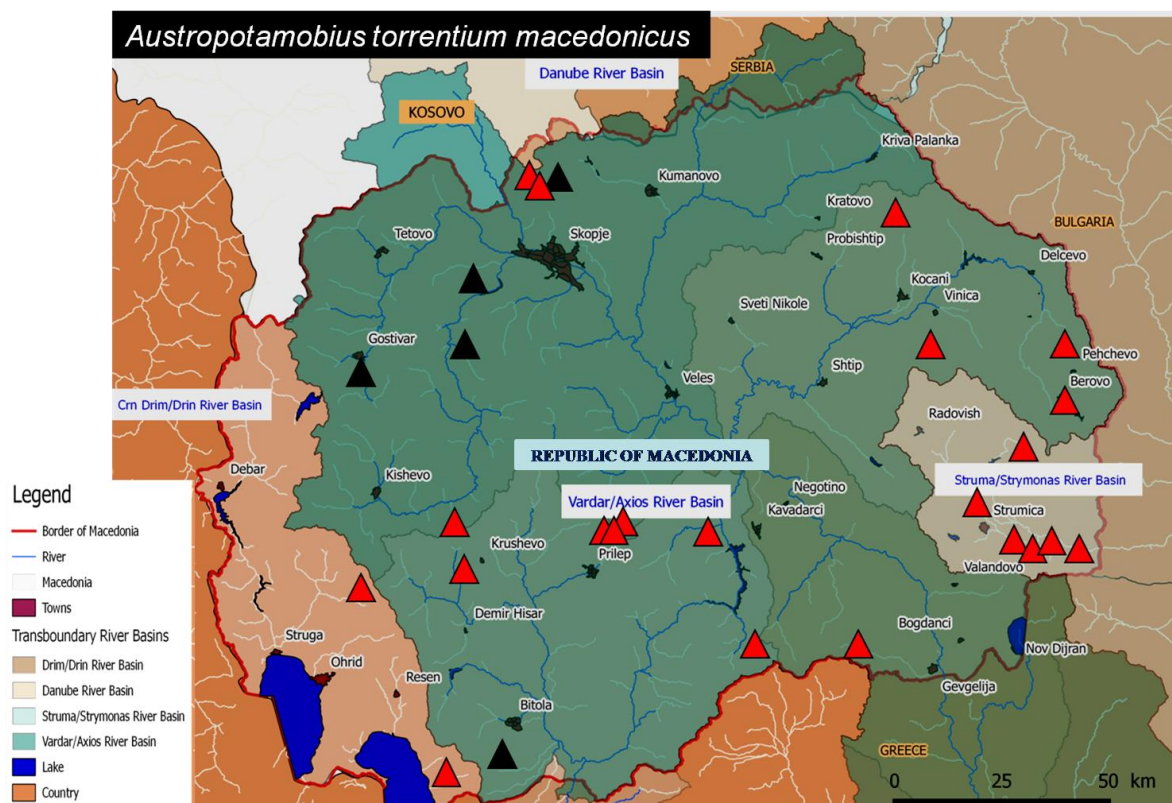 Austropotamobius torrentium macedonicus
Danube River Basin
SERBIA
KOSOVO
Kriva Palanka
Kumanovo
Kratovo
BULGARIA
Tetovo
Skopje
Probishtip
Delcevo
Kocani
Vinica
Sveti Nikole
Gostivar
Pehchevo
Shtip
Veles
Berovo
Crn Drim/Drin River Basin
Radovish
REPUBLIC OF MACEDONIA
Debar
Kishevo
Negotino
Struma/Strymonas River Basin
Vardar/Axios River Basin
Kavadarci
Strumica
Krushevo
Prilep
Valandovo
Demir Hisar
Bogdanci
Struga
Ohrid
Resen
Nov Dijran
Gevgelija
Bitola
GREECE
0 25 50 km
Legend
Border of Macedonia
River
Macedonia
Towns
Transboundary River Basins
Drim/Drin River Basin
Danube River Basin
Struma/Strymonas River Basin
Vardar/Axios River Basin
Lake
Country